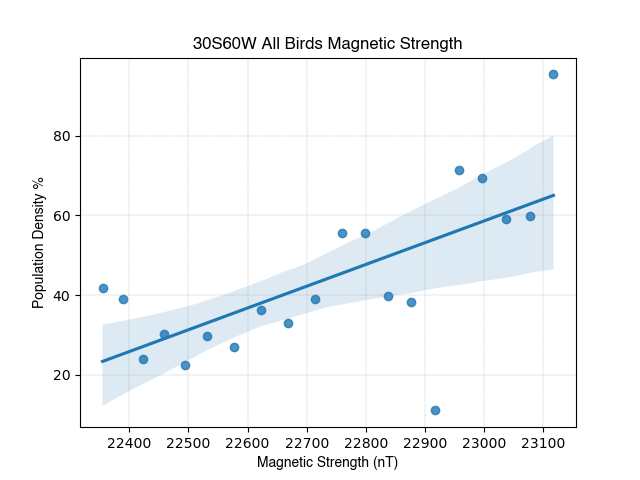 30S60W All Birds Magnetic Strength
Population Density %
80
60
40
20
22400 22500 22600 22700 22800 22900 23000 23100
Magnetic Strength (nT)